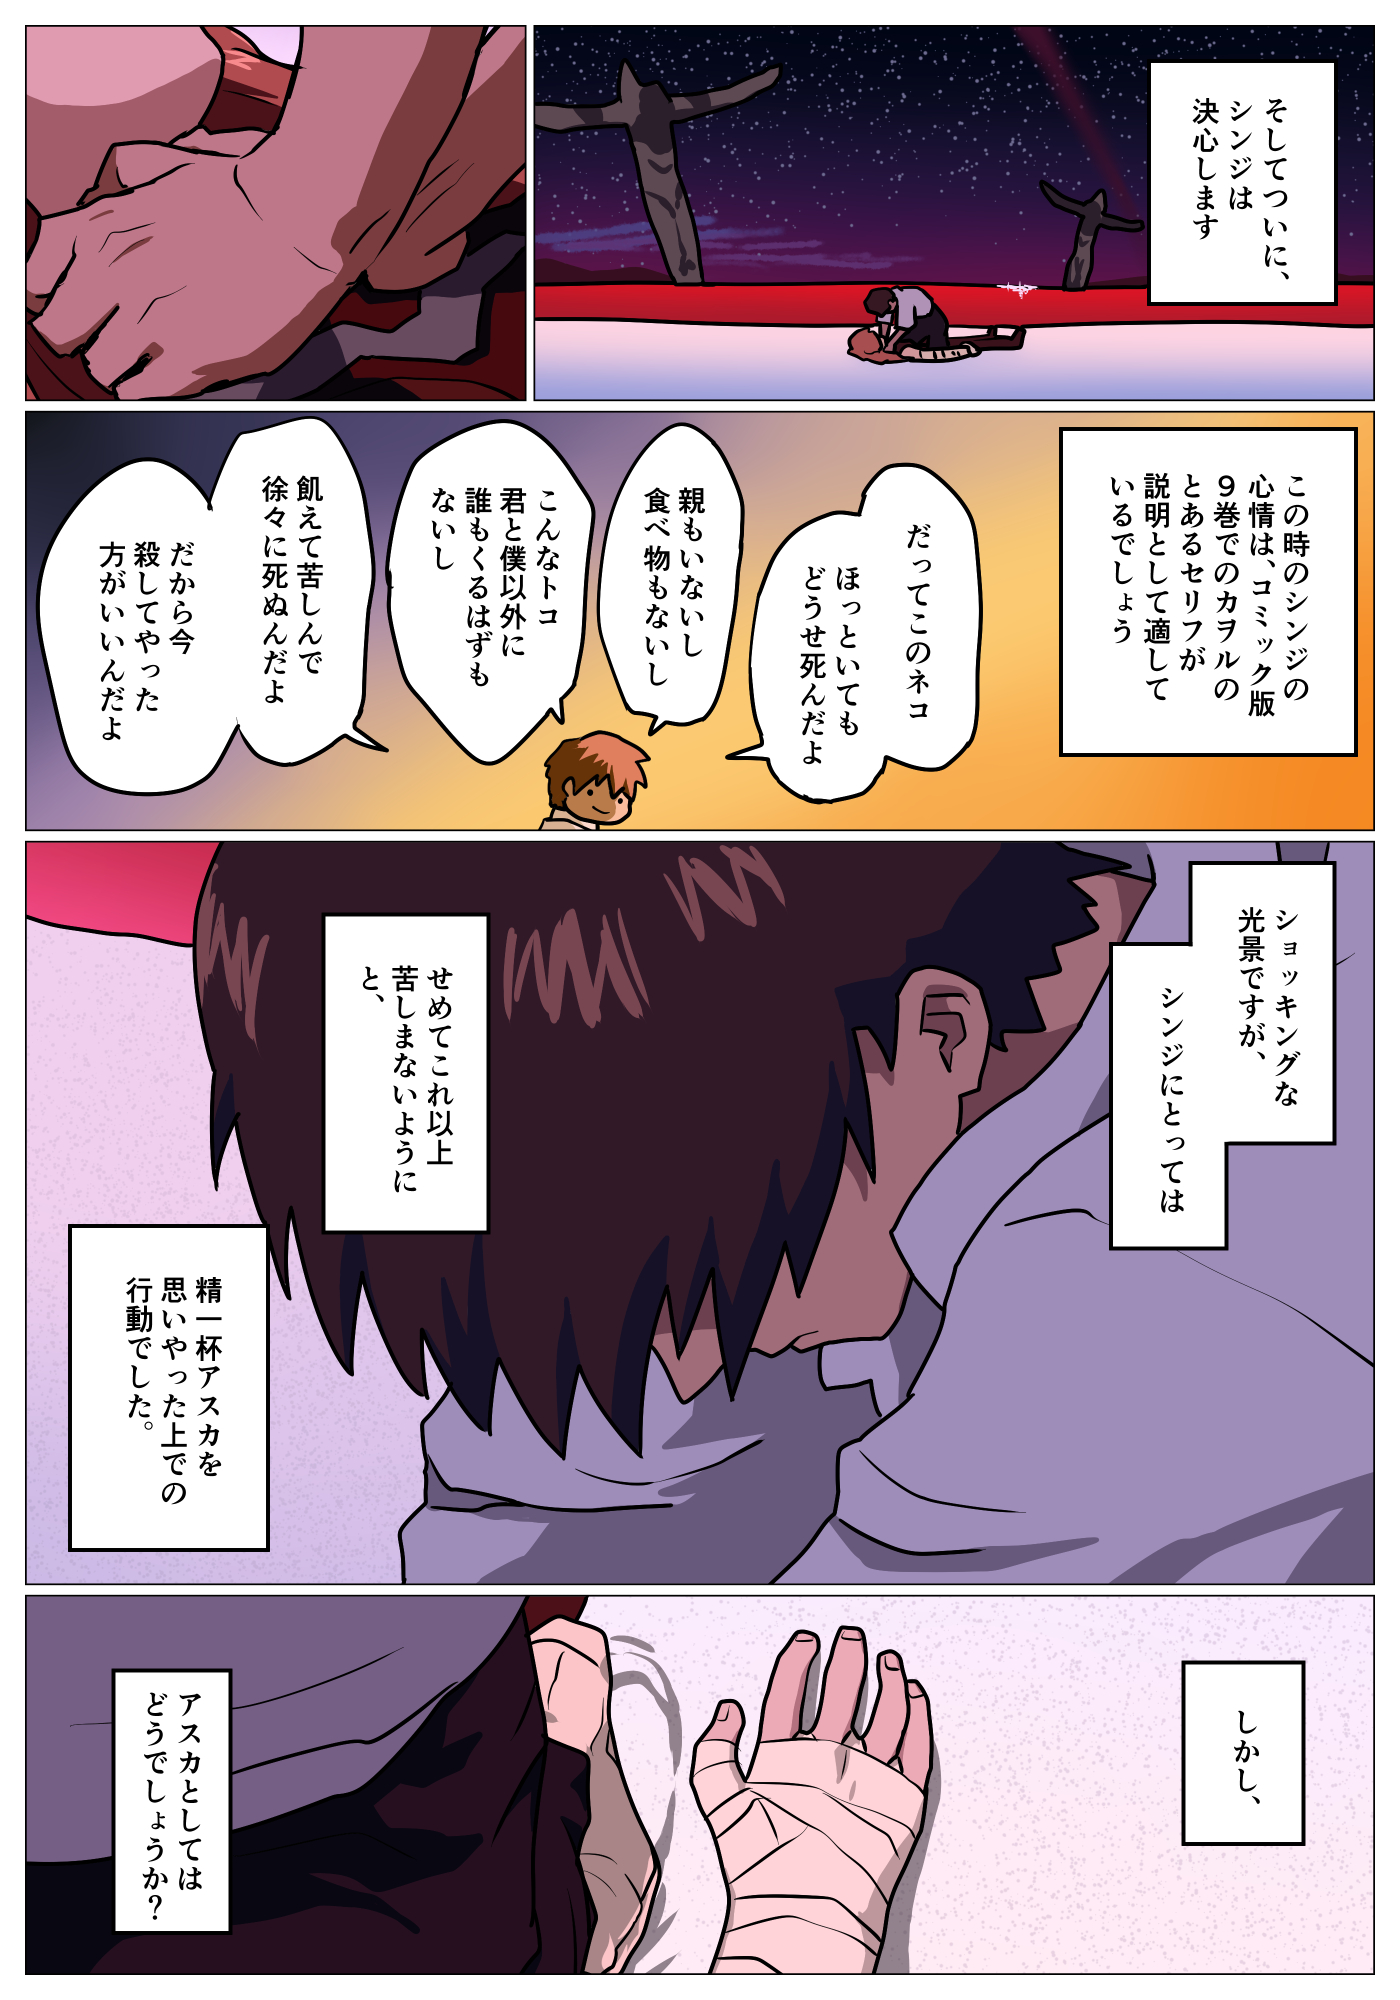 そしてついに、
シンジは
決心します
この時のシンジの
心情は、コミック版
９巻でのカヲルの
とあるセリフが
説明として適して
いるでしょう
だってこのネコ
ほっといても
どうせ死んだよ
親もいないし
食べ物もないし
こんなトコ
君と僕以外に
誰もくるはずも
ないし
飢えて苦しんで
徐々に死ぬんだよ
だから今
殺してやった
方がいいんだよ
ショッキングな
光景ですが、
シンジにとっては
せめてこれ以上
苦しまないように
と、
精一杯アスカを
思いやった上での
行動でした。
しかし、
アスカとしては
どうでしょうか？